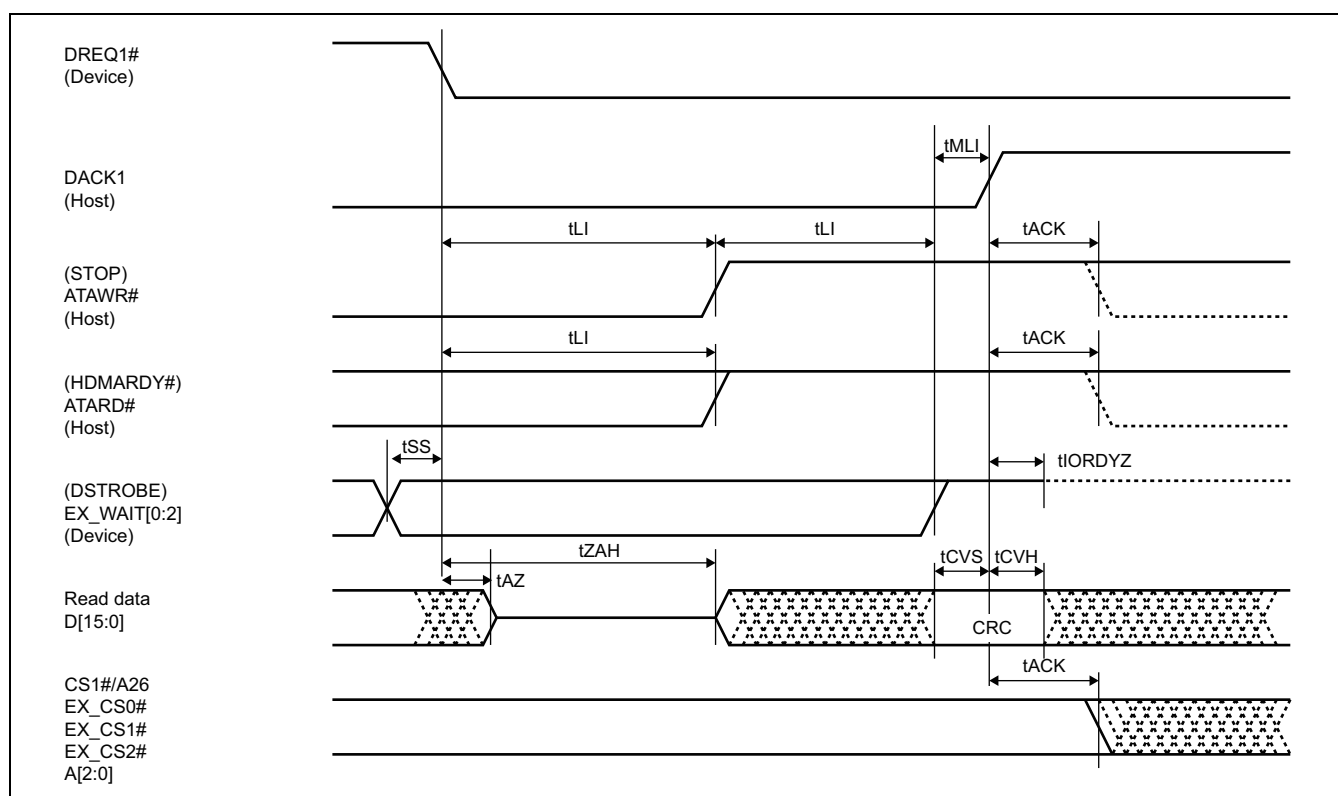 DREQ1#
(Device)
tMLI
DACK1
(Host)
tLI
tLI
tACK
(STOP)
ATAWR#
(Host)
tLI
tACK
(HDMARDY#)
ATARD#
(Host)
tSS
tIORDYZ
(DSTROBE)
EX_WAIT[0:2]
(Device)
tZAH
tCVS
tCVH
tAZ
Read data
D[15:0]
CRC
tACK
CS1#/A26
EX_CS0#
EX_CS1#
EX_CS2#
A[2:0]